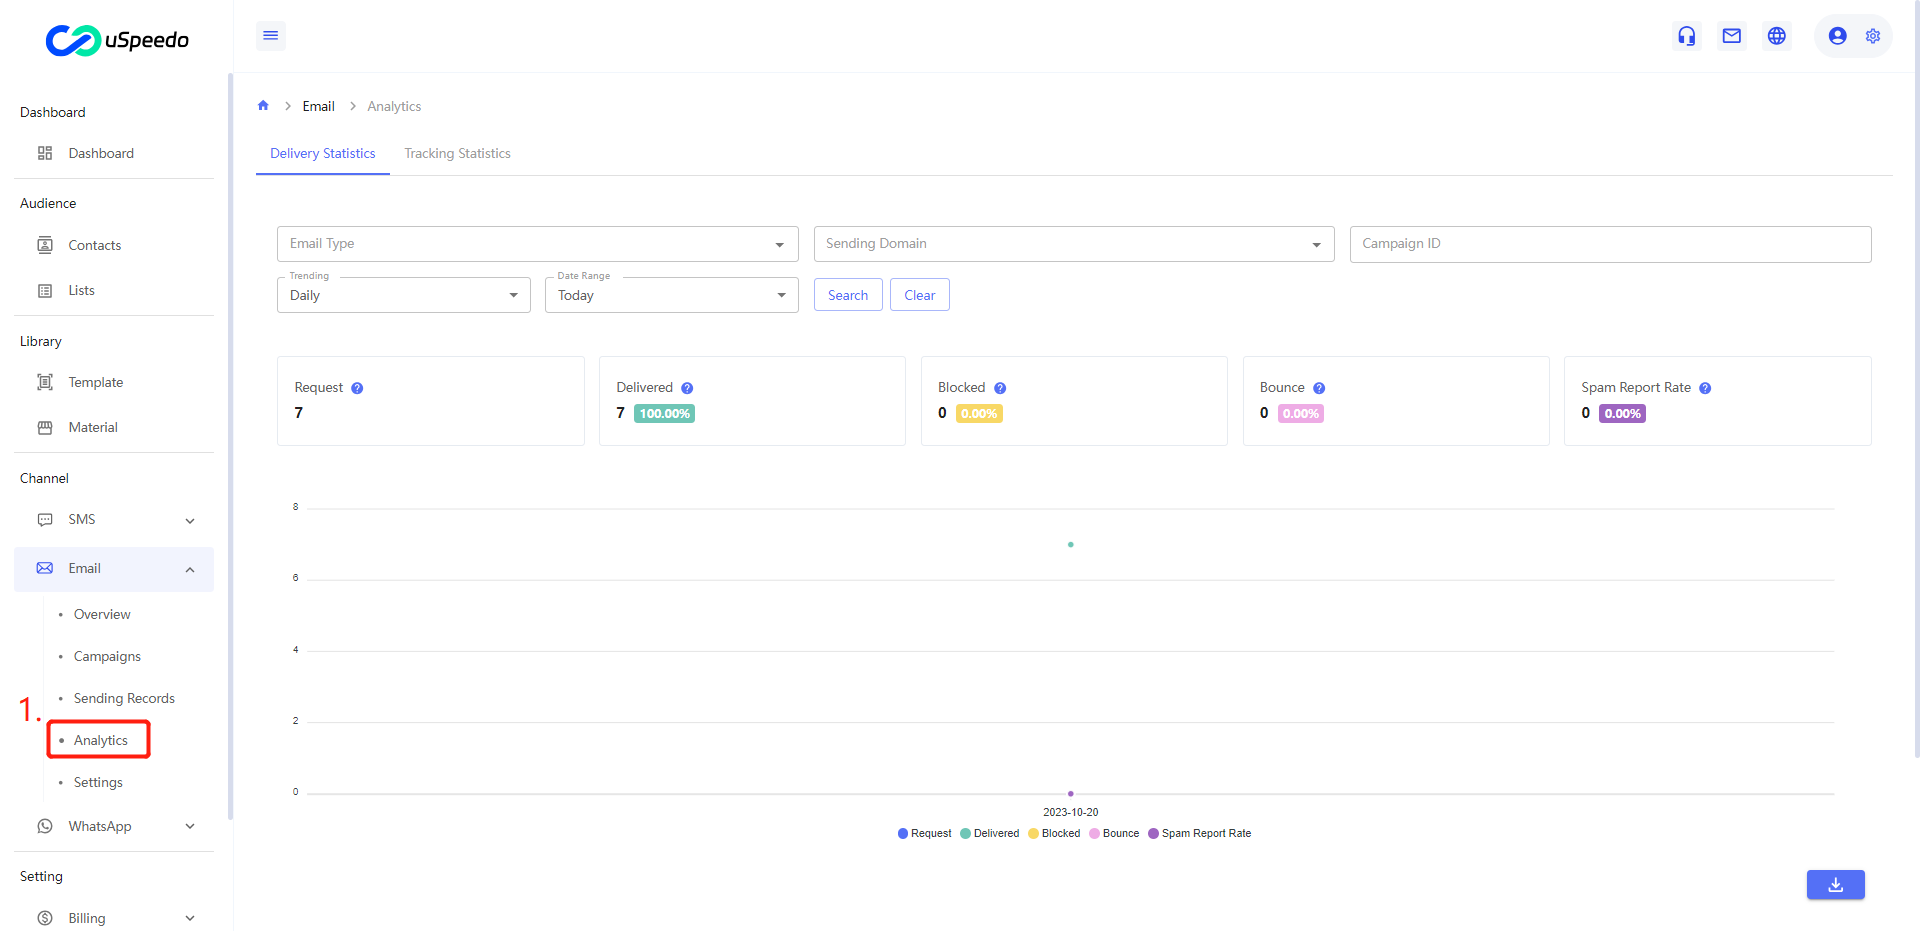 uSpeedo
Dashboard
Dashboard
Audience
Contacts
Lists
Library
Template
Material
Channel
SMS
Email
Overview
Campaigns
Sending Records
1.
Analytics
Settings
WhatsApp
Setting
Billing
Email
Analytics
Delivery Statistics
Tracking Statistics
Email Type
Sending Domain
Campaign ID
Trending
Daily
Date Range
Today
Search
Clear
Request
7
Delivered
7 100.00%
Blocked
0 0.00%
Bounce
0 0.00%
Spam Report Rate
0 0.00%
8
6
4
2
0
2023-10-20
Request Delivered Blocked Bounce Spam Report Rate